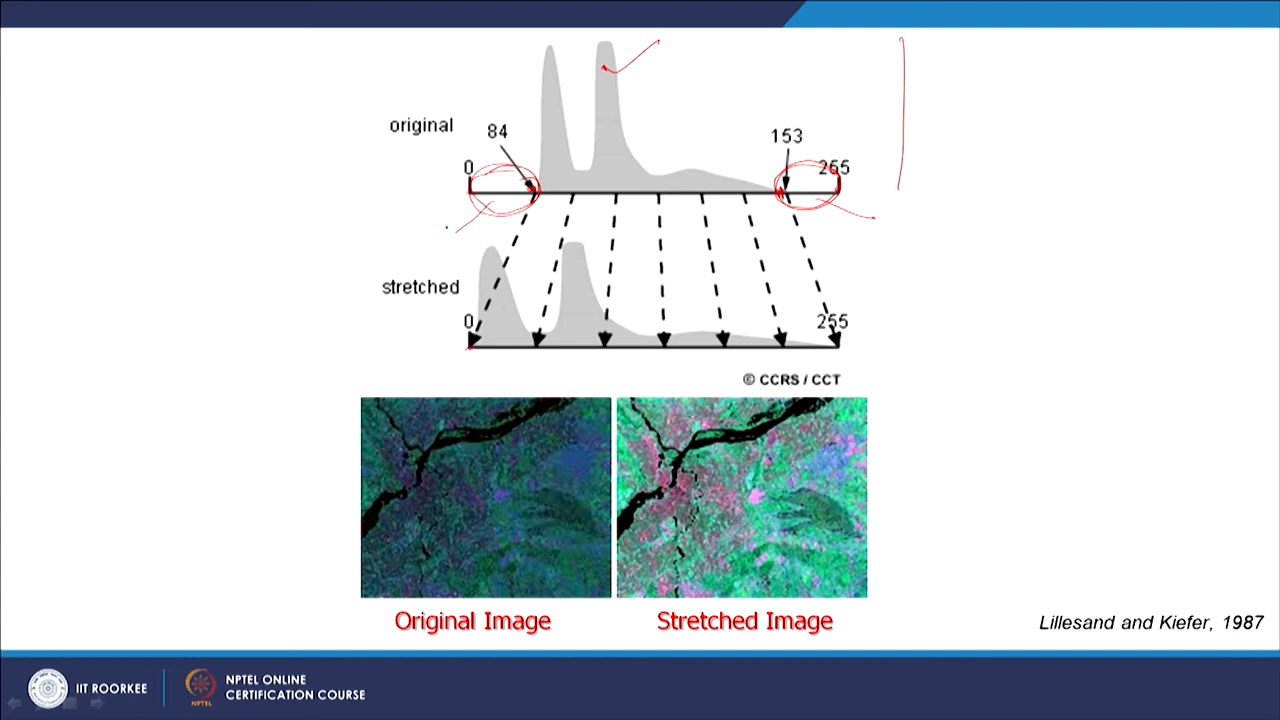 original
84
153
0
255
stretched
0
255
© CCRS / CCT
Original Image
Stretched Image
Lillesand and Kiefer, 1987
IIT ROORKEE
NPTEL ONLINE
CERTIFICATION COURSE
NPTEL